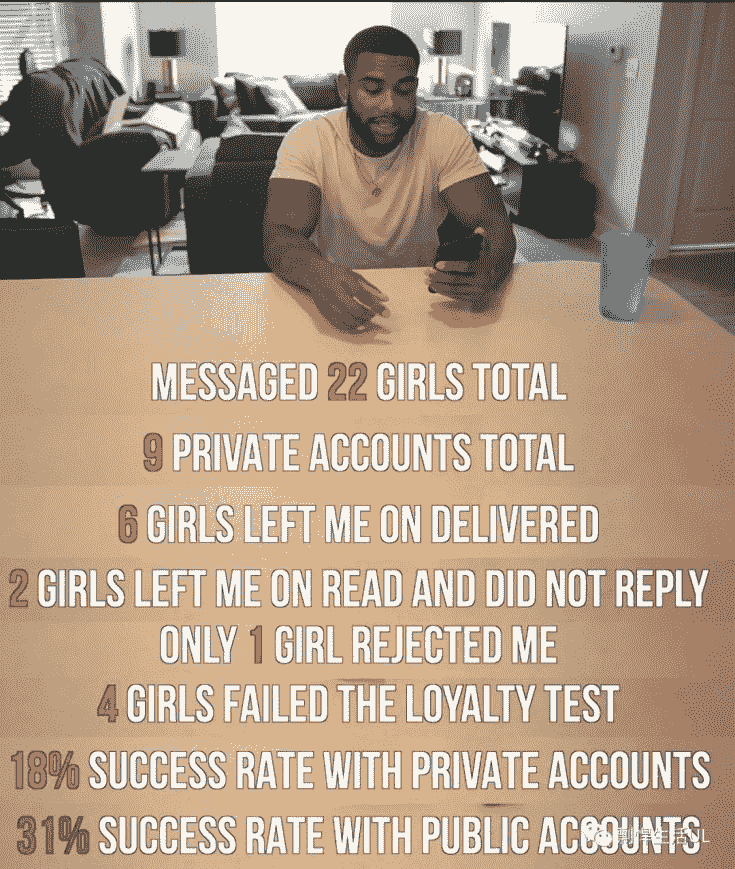 MESSAGED 22 GIRLS TOTAL
9 PRIVATE ACCOUNTS TOTAL
6 GIRLS LEFT ME ON DELIVERED
2 GIRLS LEFT ME ON READ AND DID NOT REPLY
ONLY 1 GIRL REJECTED ME
4 GIRLS FAILED THE LOYALTY TEST
18% SUCCESS RATE WITH PRIVATE ACCOUNTS
31% SUCCESS RATE WITH PUBLIC ACCOUNTS